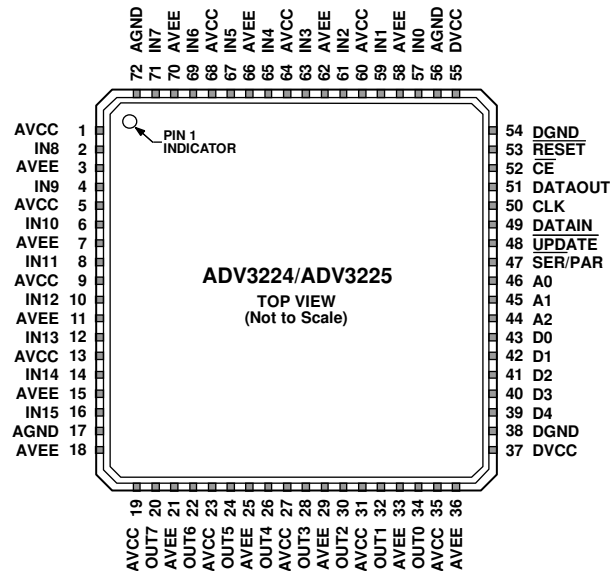 72 AGND
71 IN7
70 AVEE
69 IN6
68 AVCC
67 IN5
66 AVEE
65 IN4
64 AVCC
63 IN3
62 AVEE
61 IN2
60 AVCC
59 IN1
58 AVEE
57 IN0
56 AGND
55 DVCC
AVCC 1
IN8 2
AVEE 3
IN9 4
AVCC 5
IN10 6
AVEE 7
IN11 8
AVCC 9
IN12 10
AVEE 11
IN13 12
AVCC 13
IN14 14
AVEE 15
IN15 16
AGND 17
AVEE 18
PIN 1
INDICATOR
ADV3224/ADV3225
TOP VIEW
(Not to Scale)
54 DGND
53 RESET
52 CE
51 DATAOUT
50 CLK
49 DATAIN
48 UPDATE
47 SER/PAR
46 A0
45 A1
44 A2
43 D0
42 D1
41 D2
40 D3
39 D4
38 DGND
37 DVCC
AVCC 19
OUT7 20
AVEE 21
OUT6 22
AVCC 23
OUT5 24
AVEE 25
OUT4 26
AVCC 27
OUT3 28
AVEE 29
OUT2 30
AVCC 31
OUT1 32
AVEE 33
OUT0 34
AVCC 35
AVEE 36